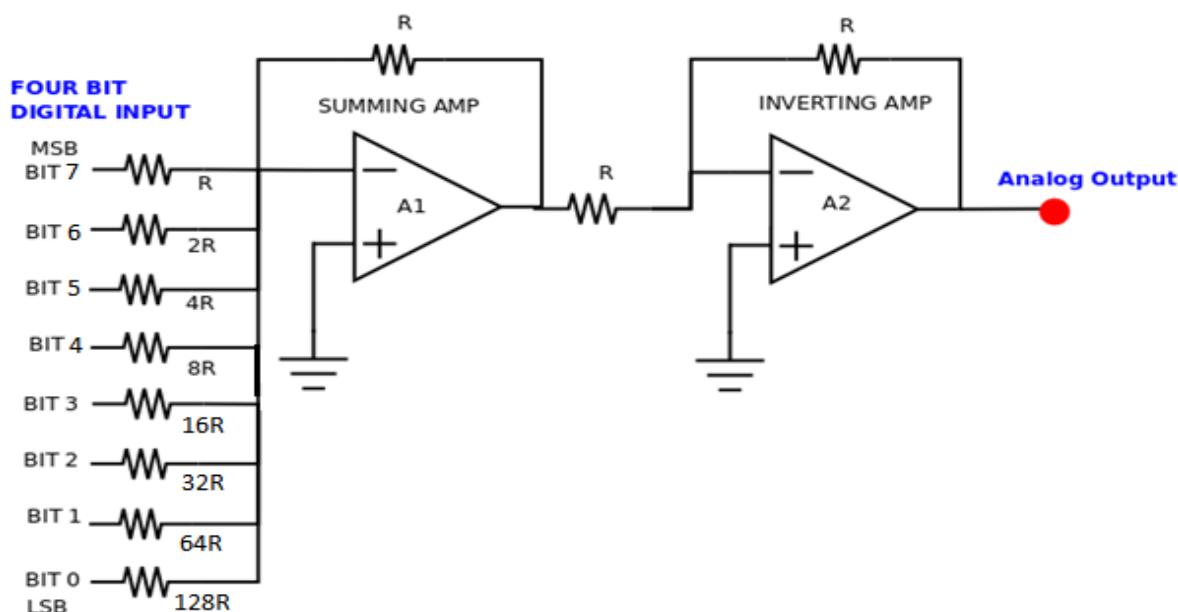 R
R
FOUR BIT
DIGITAL INPUT
SUMMING AMP
INVERTING AMP
MSB
BIT 7
R
R
A1
A2
Analog Output
BIT 6
2R
BIT 5
4R
BIT 4
8R
BIT 3
16R
BIT 2
32R
BIT 1
64R
BIT 0
128R
LSB